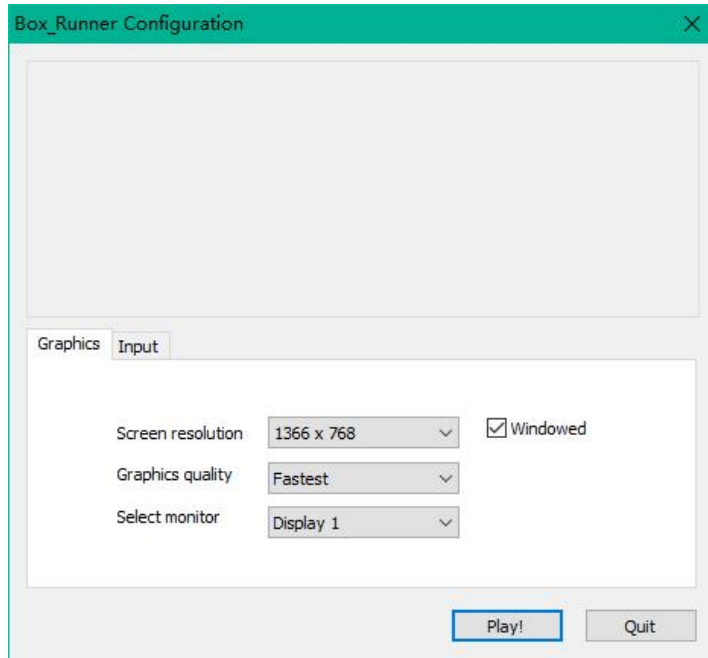 Box_Runner Configuration
Graphics Input
Screen resolution 1366 x 768 Windowed
Graphics quality Fastest
Select monitor Display 1
Play! Quit